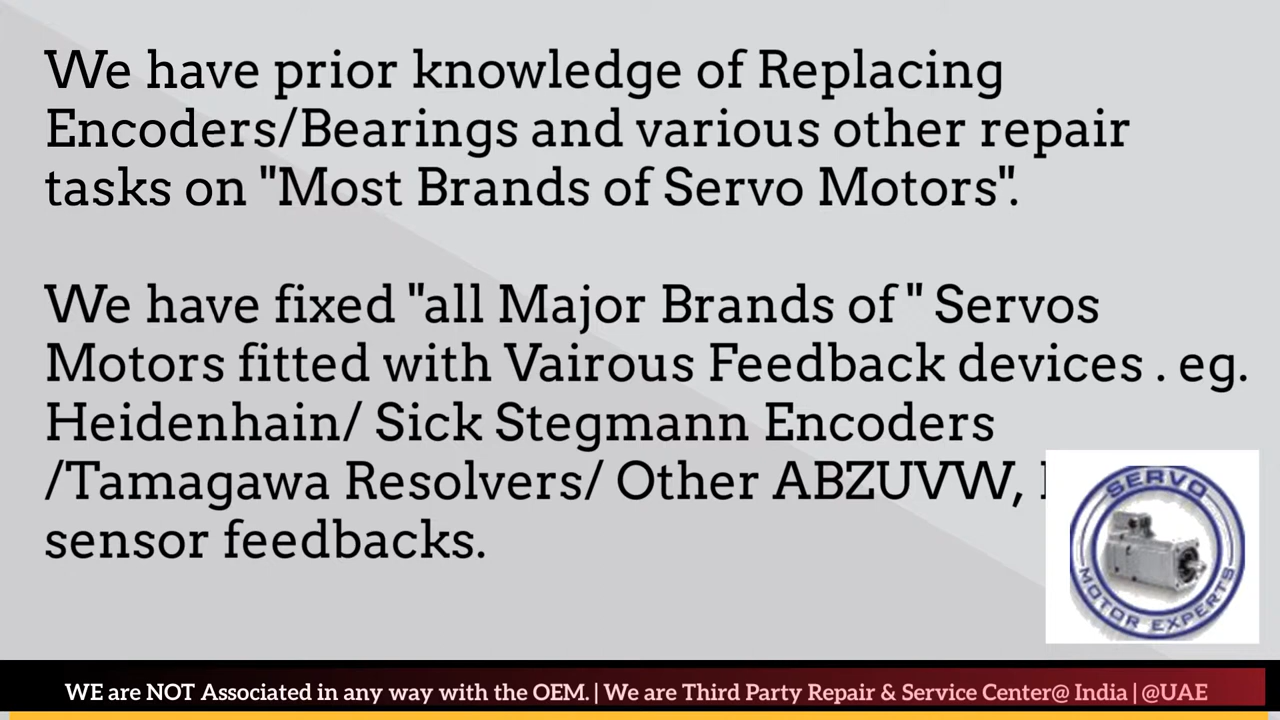 We have prior knowledge of Replacing
Encoders/Bearings and various other repair
tasks on "Most Brands of Servo Motors".
We have fixed "all Major Brands of " Servos
Motors fitted with Vairous Feedback devices . eg.
Heidenhain/ Sick Stegmann Encoders
/Tamagawa Resolvers/ Other ABZUVW,
sensor feedbacks.
SERVO
MOTOR EXPERTS
WE are NOT Associated in any way with the OEM. | We are Third Party Repair & Service Center@ India | @UAE